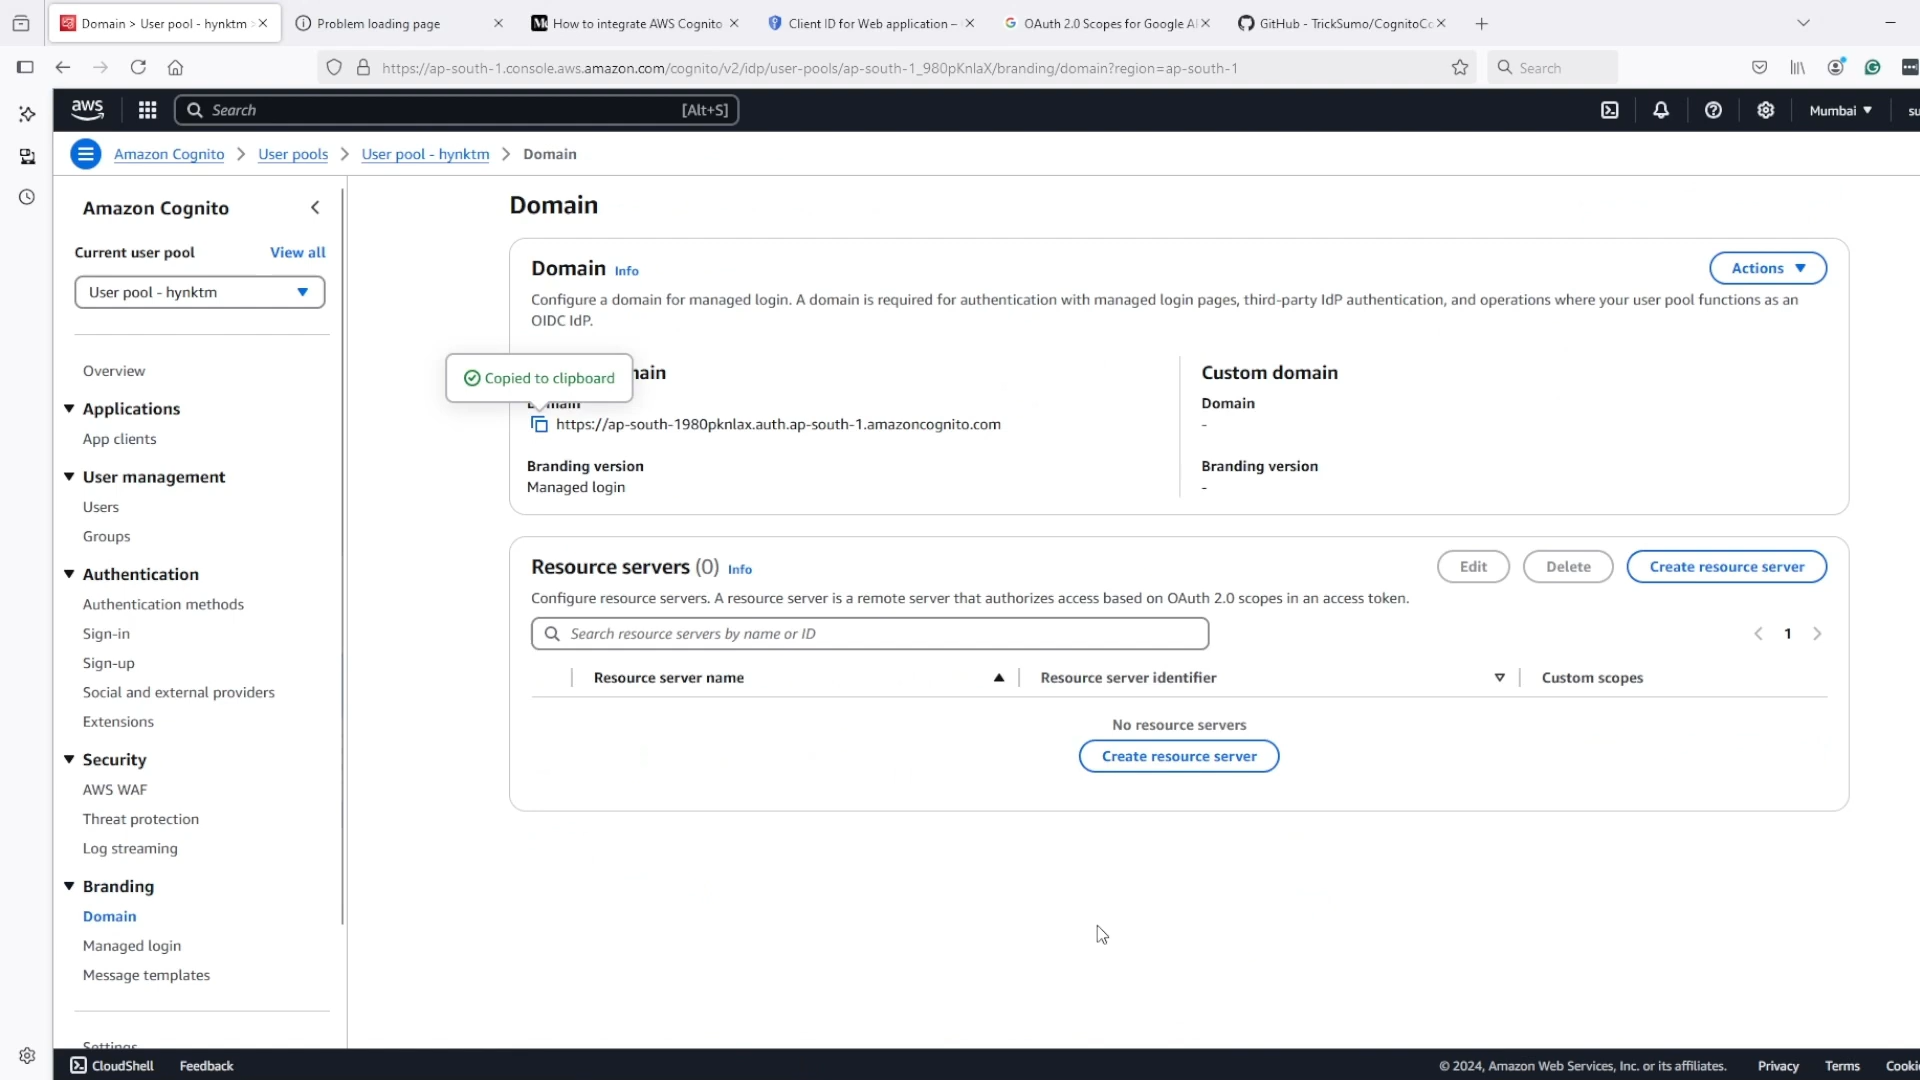 Domain > User pool - hynktm
Problem loading page
How to integrate AWS Cognito
Client ID for Web application –
OAuth 2.0 Scopes for Google A
GitHub - TrickSumo/CognitoCo
https://ap-south-1.console.aws.amazon.com/cognito/v2/idp/user-pools/ap-south-1_980pKnlaX/branding/domain?region=ap-south-1
Search
aws
Search
[Alt+S]
Mumbai
Amazon Cognito
User pools
User pool - hynktm
Domain
Amazon Cognito
Current user pool
View all
User pool - hynktm
Overview
Applications
App clients
User management
Users
Groups
Authentication
Authentication methods
Sign-in
Sign-up
Social and external providers
Extensions
Security
AWS WAF
Threat protection
Log streaming
Branding
Domain
Managed login
Message templates
Settings
Domain
Domain Info
Actions
Configure a domain for managed login. A domain is required for authentication with managed login pages, third-party IdP authentication, and operations where your user pool functions as an
OIDC IdP.
Copied to clipboard
Domain
https://ap-south-1980pknlax.auth.ap-south-1.amazoncognito.com
Branding version
Managed login
Custom domain
Domain
-
Branding version
-
Resource servers (0) Info
Edit
Delete
Create resource server
Configure resource servers. A resource server is a remote server that authorizes access based on OAuth 2.0 scopes in an access token.
Search resource servers by name or ID
1
Resource server name
Resource server identifier
Custom scopes
No resource servers
Create resource server
CloudShell
Feedback
© 2024, Amazon Web Services, Inc. or its affiliates.
Privacy
Terms
Cookie